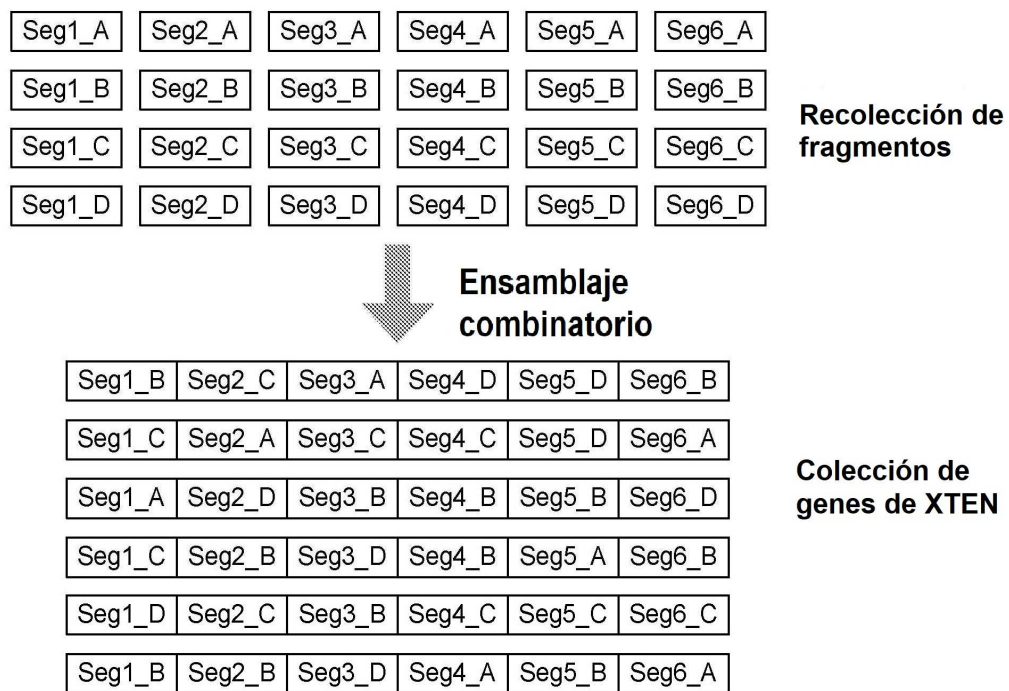 Seg1_A Seg2_A Seg3_A Seg4_A Seg5_A Seg6_A
Seg1_B Seg2_B Seg3_B Seg4_B Seg5_B Seg6_B
Seg1_C Seg2_C Seg3_C Seg4_C Seg5_C Seg6_C
Seg1_D Seg2_D Seg3_D Seg4_D Seg5_D Seg6_D
Recolección de
fragmentos
Ensamblaje
combinatorio
Seg1_B Seg2_C Seg3_A Seg4_D Seg5_D Seg6_B
Seg1_C Seg2_A Seg3_C Seg4_C Seg5_D Seg6_A
Seg1_A Seg2_D Seg3_B Seg4_B Seg5_B Seg6_D
Seg1_C Seg2_B Seg3_D Seg4_B Seg5_A Seg6_B
Seg1_D Seg2_C Seg3_B Seg4_C Seg5_C Seg6_C
Seg1_B Seg2_B Seg3_D Seg4_A Seg5_B Seg6_A
Colección de
genes de XTEN